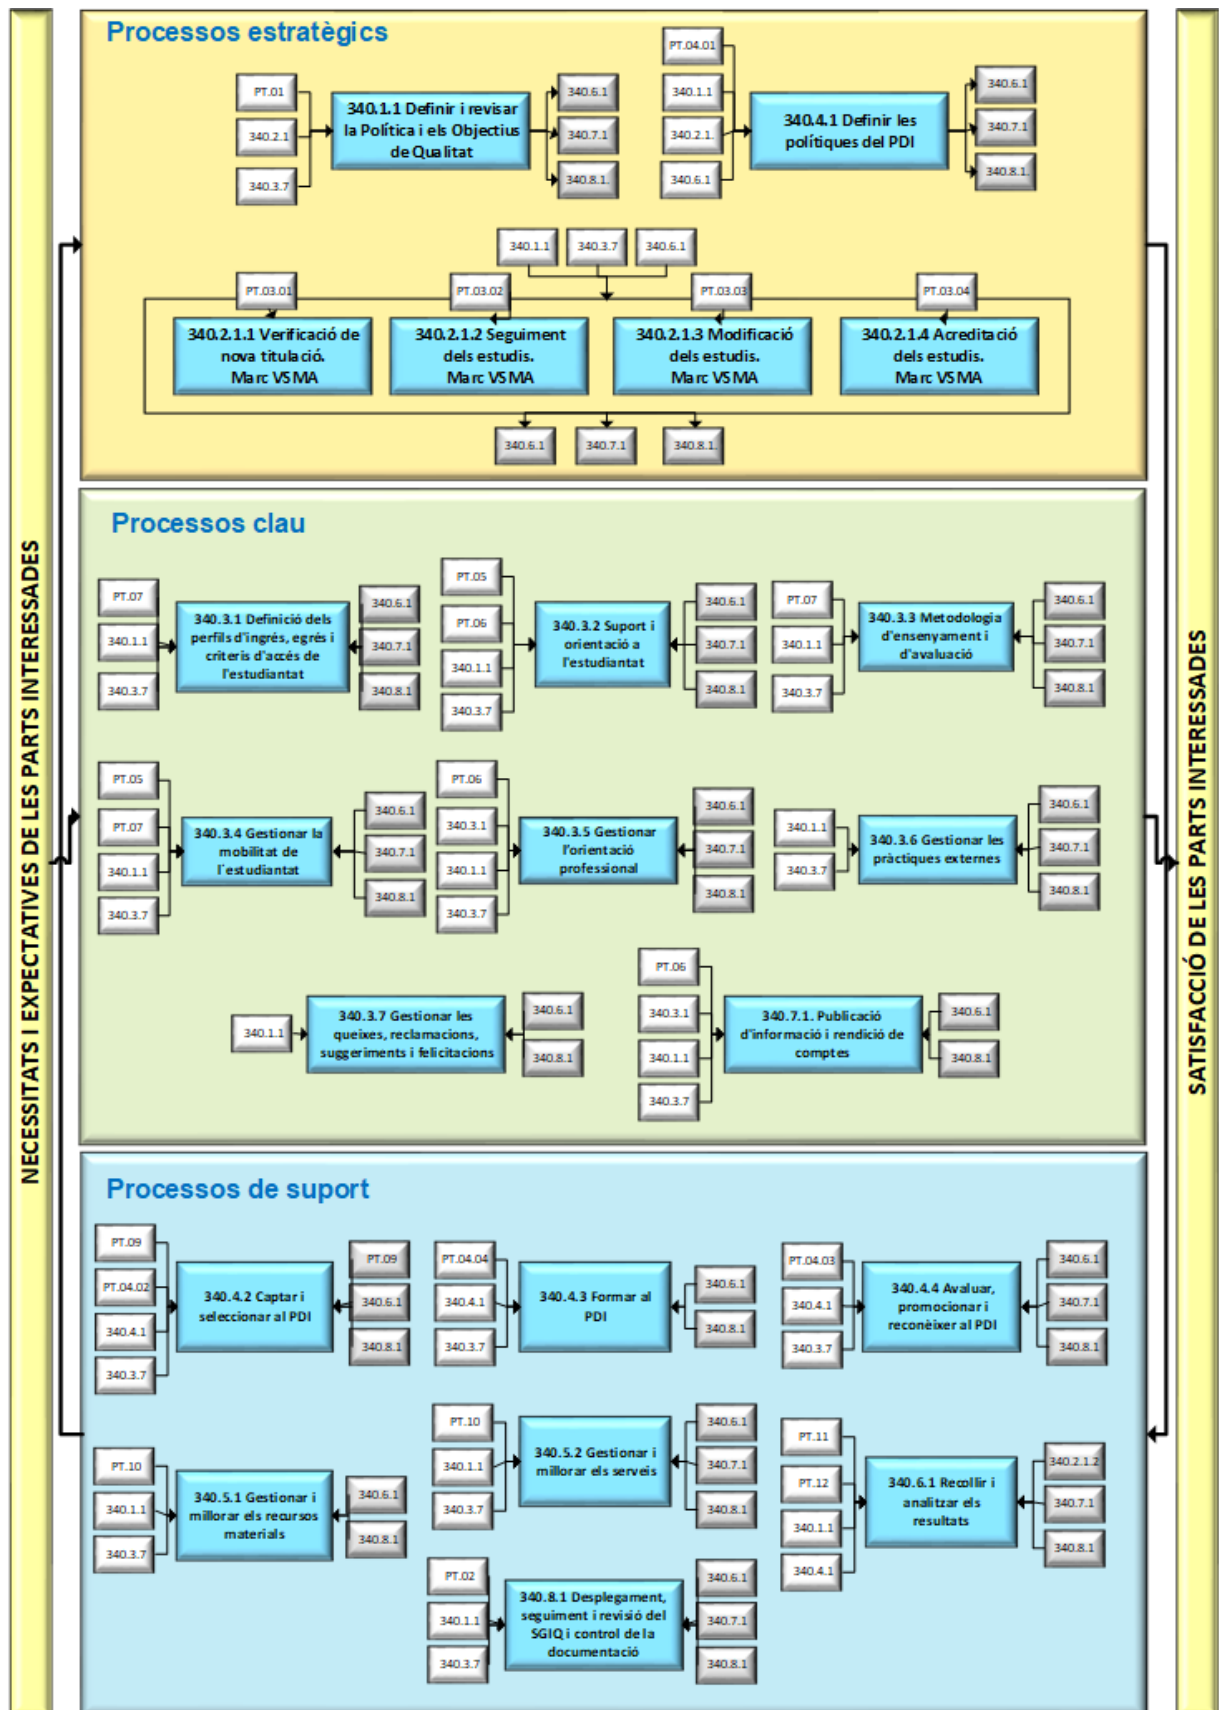 NECESSITATS I EXPECTATIVES DE LES PARTS INTERESSADES
SATISFACCIÓ DE LES PARTS INTERESSADES
Processos estratègics
PT.01
340.2.1
340.3.7
340.1.1 Definir i revisar
la Política i els Objectius
de Qualitat
340.6.1
340.7.1
340.8.1.
PT.04.01
340.1.1
340.2.1.
340.6.1
340.4.1 Definir les
polítiques del PDI
340.6.1
340.7.1
340.8.1.
340.1.1
340.3.7
340.6.1
PT.03.01
PT.03.02
PT.03.03
PT.03.04
340.2.1.1 Verificació de
nova titulació.
Marc VSMA
340.2.1.2 Seguiment
dels estudis.
Marc VSMA
340.2.1.3 Modificació
dels estudis.
Marc VSMA
340.2.1.4 Acreditació
dels estudis.
Marc VSMA
340.6.1
340.7.1
340.8.1.
Processos clau
PT.07
340.1.1
340.3.7
340.3.1 Definició dels
perfils d'ingrés, egrés i
criteris d'accés de
l'estudiantat
340.6.1
340.7.1
340.8.1
PT.05
PT.06
340.1.1
340.3.7
340.3.2 Suport i
orientació a
l'estudiantat
340.6.1
340.7.1
340.8.1
PT.07
340.1.1
340.3.7
340.3.3 Metodologia
d'ensenyament i
d'avaluació
340.6.1
340.7.1
340.8.1
PT.05
PT.07
340.1.1
340.3.7
340.3.4 Gestionar la
mobilitat de
l'estudiantat
340.6.1
340.7.1
340.8.1
PT.06
340.3.1
340.1.1
340.3.7
340.3.5 Gestionar
l'orientació
professional
340.6.1
340.7.1
340.8.1
340.1.1
340.3.7
340.3.6 Gestionar les
pràctiques externes
340.6.1
340.7.1
340.8.1
340.1.1
340.3.7 Gestionar les
queixes, reclamacions,
suggeriments i felicitacions
340.6.1
340.8.1
PT.06
340.3.1
340.1.1
340.3.7
340.7.1. Publicació
d'informació i rendició de
comptes
340.6.1
340.8.1
Processos de suport
PT.09
PT.04.02
340.4.1
340.3.7
340.4.2 Captar i
seleccionar al PDI
PT.09
340.6.1
340.8.1
PT.04.04
340.4.1
340.3.7
340.4.3 Formar al
PDI
340.6.1
340.8.1
PT.04.03
340.4.1
340.3.7
340.4.4 Avaluar,
promocionar i
reconèixer al PDI
340.6.1
340.7.1
340.8.1
PT.10
340.1.1
340.3.7
340.5.1 Gestionar i
millorar els recursos
materials
340.6.1
340.8.1
PT.10
340.1.1
340.3.7
340.5.2 Gestionar i
millorar els serveis
340.6.1
340.7.1
340.8.1
PT.11
PT.12
340.1.1
340.4.1
340.6.1 Recollir i
analitzar els
resultats
340.2.1.2
340.7.1
340.8.1
PT.02
340.1.1
340.3.7
340.8.1 Desplegament,
seguiment i revisió del
SGIQ i control de la
documentació
340.6.1
340.7.1
340.8.1